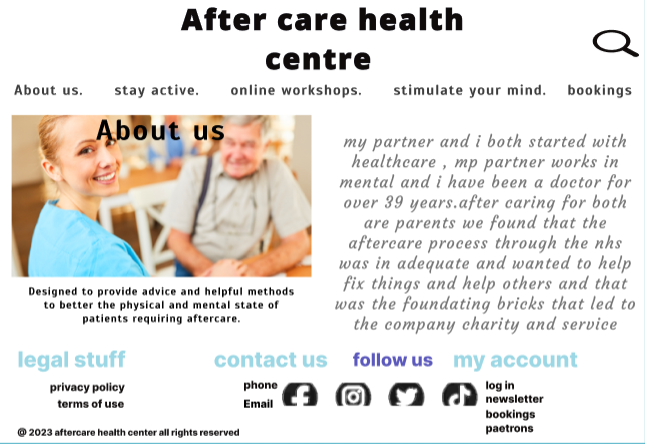 After care health
centre
About us. stay active. online workshops. stimulate your mind. bookings
About us
my partner and i both started with
healthcare , mp partner works in
mental and i have been a doctor for
over 39 years.after caring for both
are parents we found that the
aftercare process through the nhs
was in adequate and wanted to help
fix things and help others and that
was the foundating bricks that led to
the company charity and service
Designed to provide advice and helpful methods
to better the physical and mental state of
patients requiring aftercare.
legal stuff contact us follow us my account
privacy policy
terms of use
phone
Email
log in
newsletter
bookings
paetrons
@ 2023 aftercare health center all rights reserved